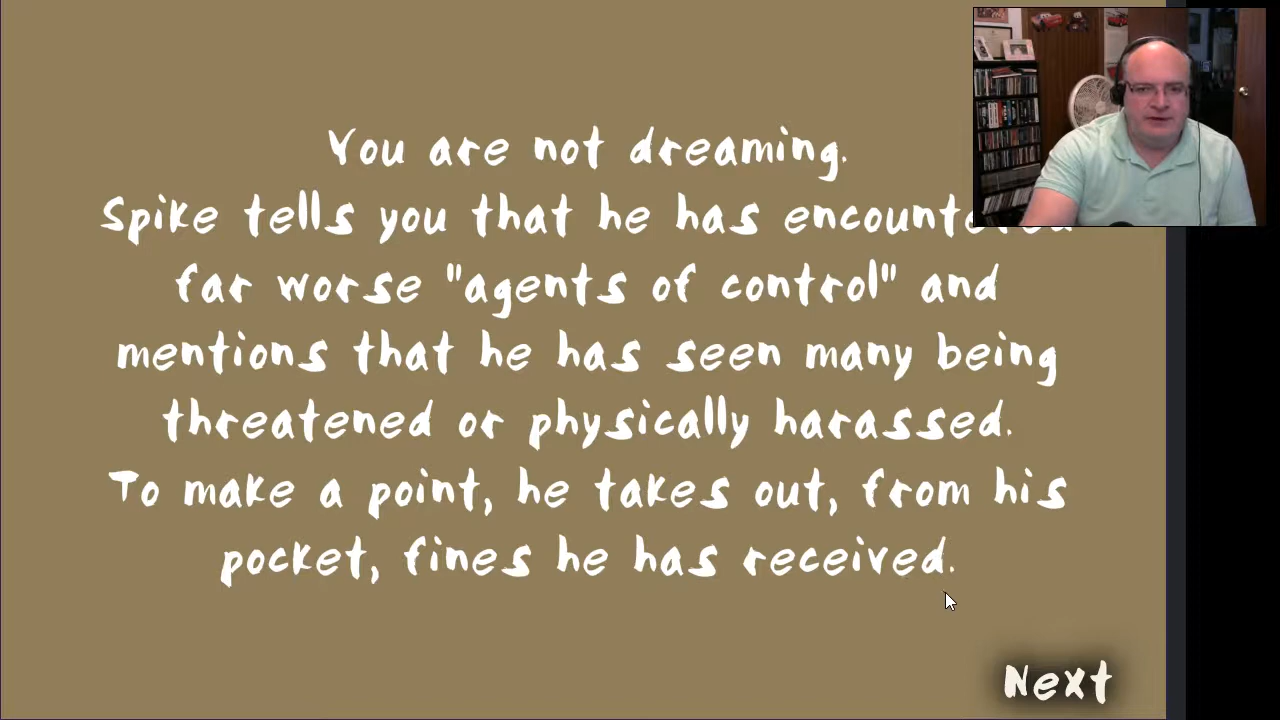 You are not dreaming.
Spike tells you that he has encountered
far worse "agents of control" and
mentions that he has seen many being
threatened or physically harassed.
To make a point, he takes out, from his
pocket, fines he has received.
Next